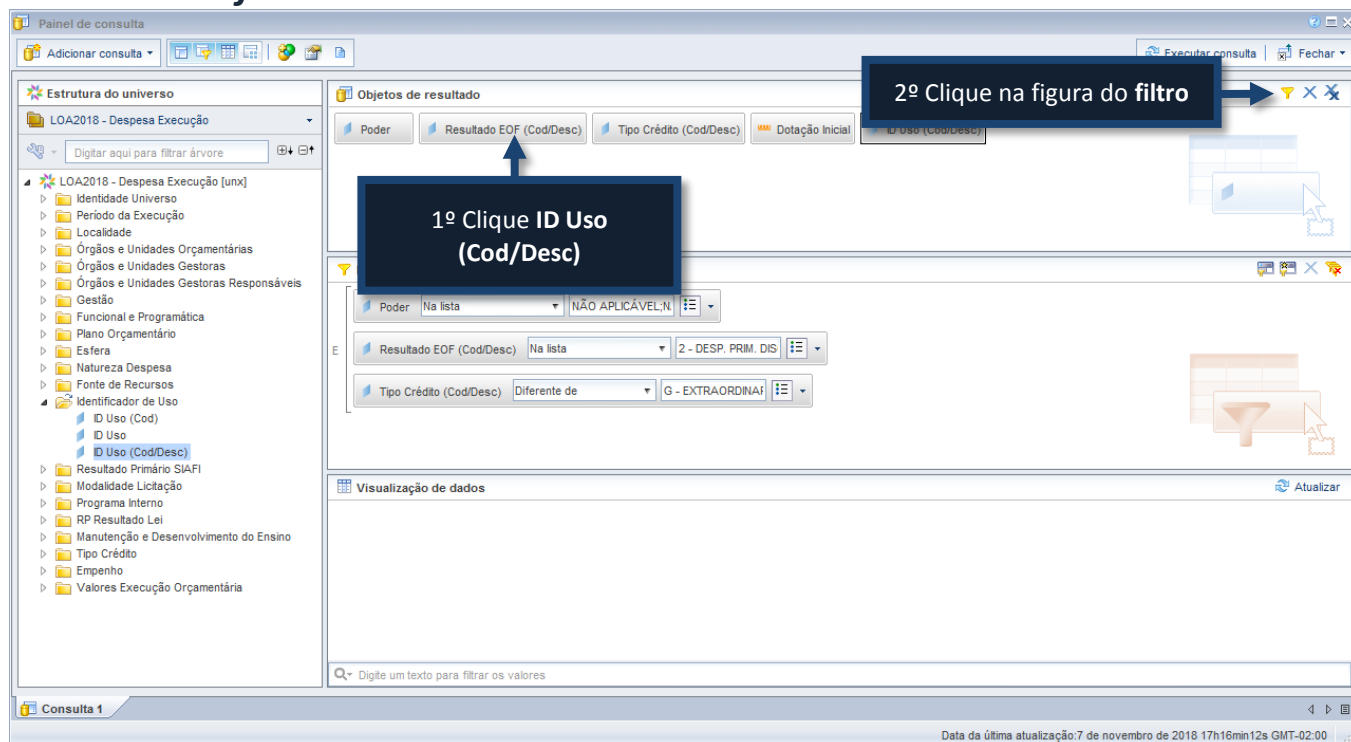 Painel de consulta
Adicionar consulta
Executar consulta
Fechar
Estrutura do universo
LOA2018 - Despesa Execução
Digitar aqui para filtrar árvore
LOA2018 - Despesa Execução [unx]
Identidade Universo
Período da Execução
Localidade
Órgãos e Unidades Orçamentárias
Órgãos e Unidades Gestoras
Órgãos e Unidades Gestoras Responsáveis
Gestão
Funcional e Programática
Plano Orçamentário
Esfera
Natureza Despesa
Fonte de Recursos
Identificador de Uso
ID Uso (Cod)
ID Uso
ID Uso (Cod/Desc)
Resultado Primário SIAFI
Modalidade Licitação
Programa Interno
RP Resultado Lei
Manutenção e Desenvolvimento do Ensino
Tipo Crédito
Empenho
Valores Execução Orçamentária
Objetos de resultado
2º Clique na figura do filtro
Poder
Resultado EOF (Cod/Desc)
Tipo Crédito (Cod/Desc)
Dotação Inicial
ID Uso (Cod/Desc)
1º Clique ID Uso
(Cod/Desc)
E
Poder Na lista NÃO APLICÁVEL;N
Resultado EOF (Cod/Desc) Na lista 2 - DESP. PRIM. DIS
Tipo Crédito (Cod/Desc) Diferente de G - EXTRAORDINAR
Visualização de dados
Atualizar
Digite um texto para filtrar os valores
Consulta 1
Data da última atualização:7 de novembro de 2018 17h16min12s GMT-02:00